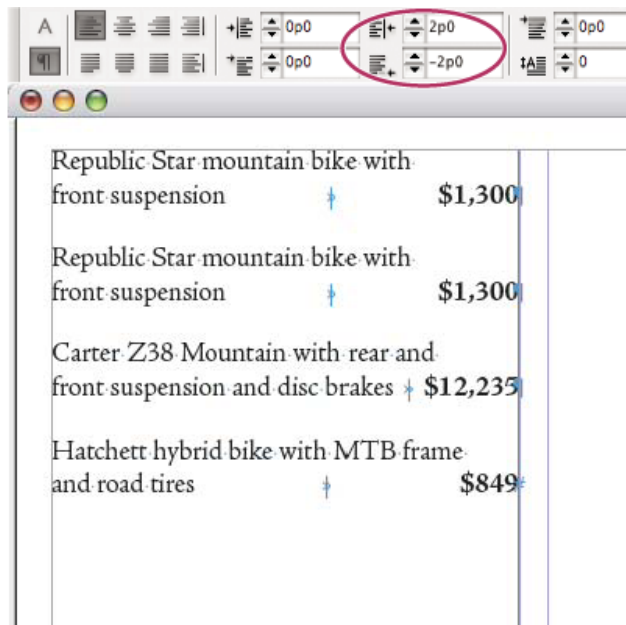 A 0p0 2p0 0p0
¶ 0p0 -2p0 0
Republic Star mountain bike with
front suspension $1,300
Republic Star mountain bike with
front suspension $1,300
Carter Z38 Mountain with rear and
front suspension and disc brakes $12,235
Hatchett hybrid bike with MTB frame
and road tires $849